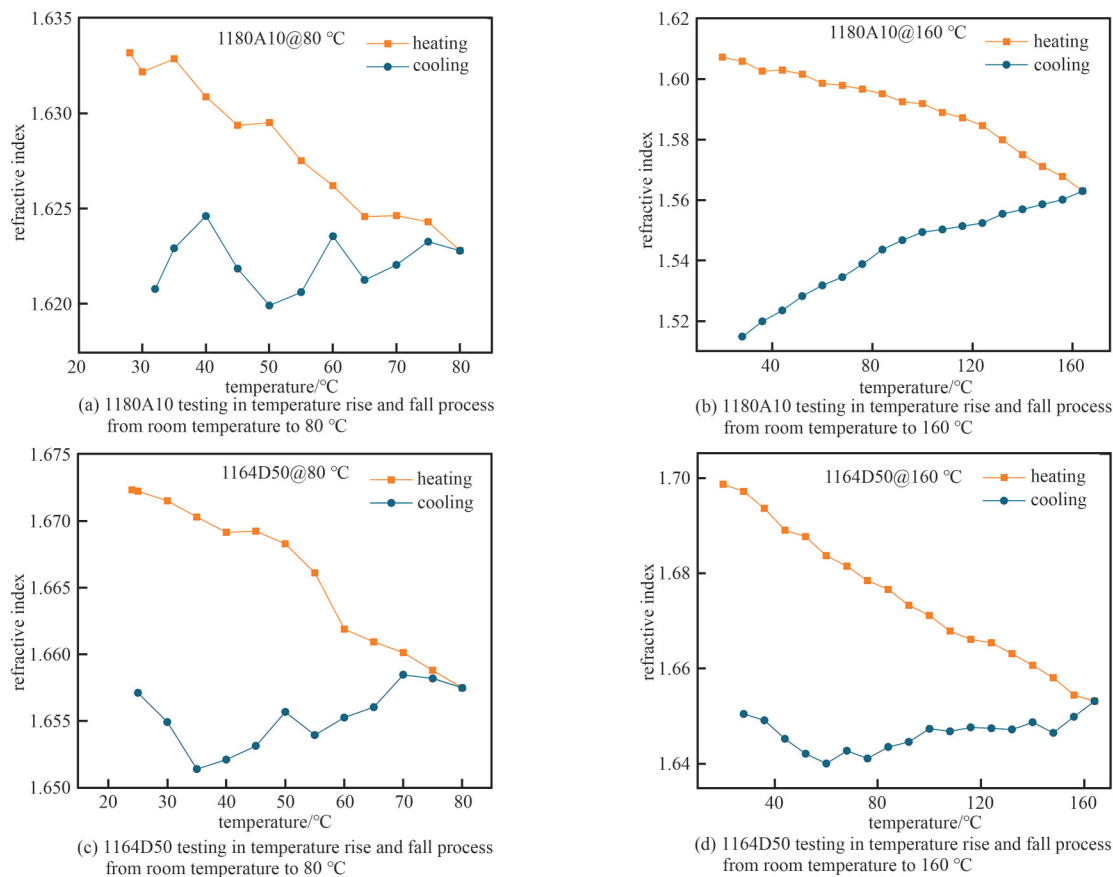 1.635
1.630
1.625
1.620
refractive index
1180A10@80 ℃
heating
cooling
20 30 40 50 60 70 80
temperature/℃
(a) 1180A10 testing in temperature rise and fall process
from room temperature to 80 ℃
1.62
1.60
1.58
1.56
1.54
1.52
refractive index
1180A10@160 ℃
heating
cooling
40 80 120 160
temperature/℃
(b) 1180A10 testing in temperature rise and fall process
from room temperature to 160 ℃
1.675
1.670
1.665
1.660
1.655
1.650
refractive index
1164D50@80 ℃
heating
cooling
20 30 40 50 60 70 80
temperature/℃
(c) 1164D50 testing in temperature rise and fall process
from room temperature to 80 ℃
1.70
1.68
1.66
1.64
refractive index
1164D50@160 ℃
heating
cooling
40 80 120 160
temperature/℃
(d) 1164D50 testing in temperature rise and fall process
from room temperature to 160 ℃